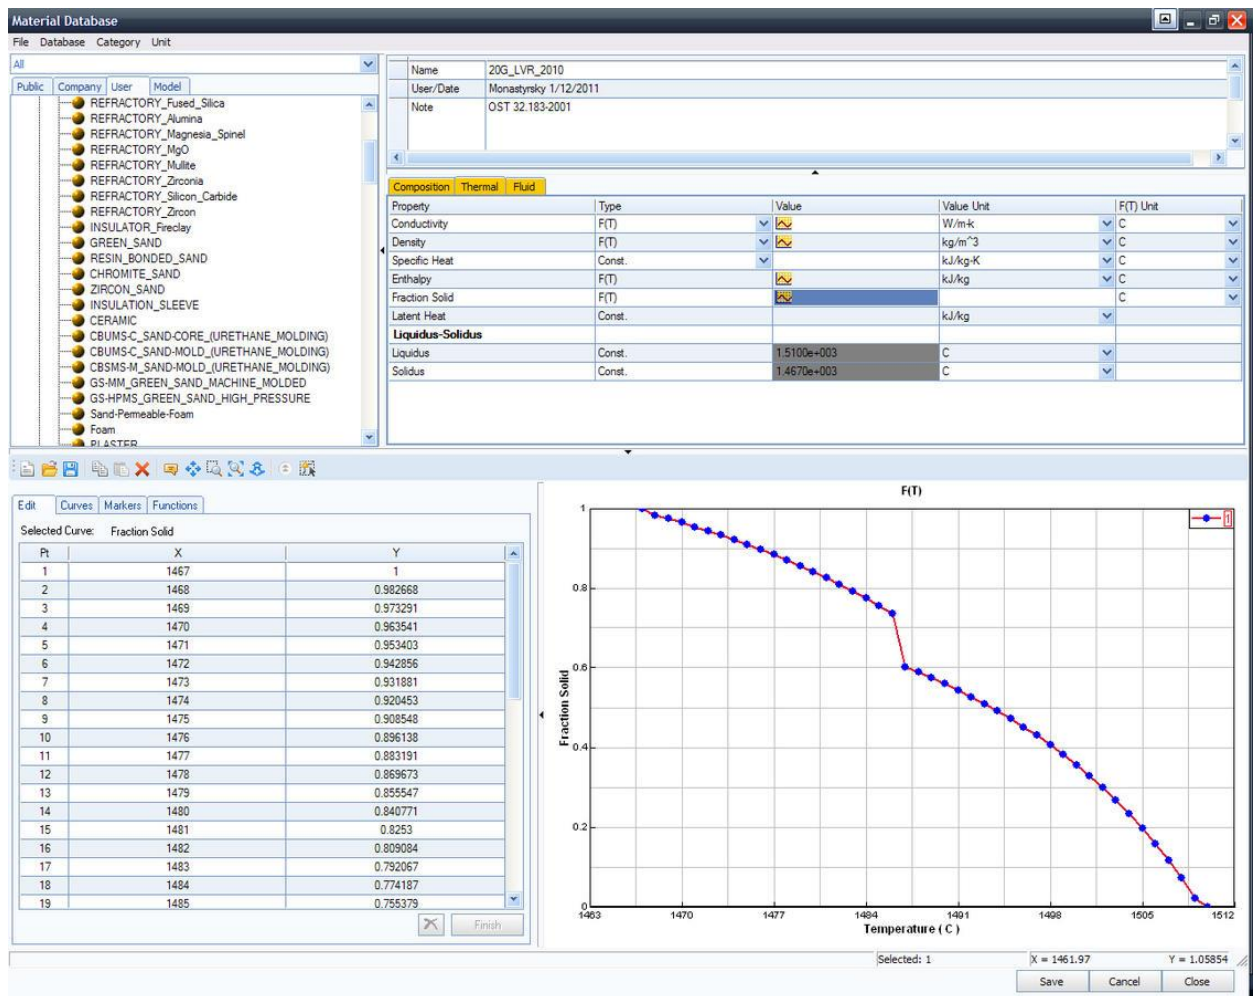 Material Database
File Database Category Unit
All
Public Company User Model
REFRACTORY_Fused_Silica
REFRACTORY_Alumina
REFRACTORY_Magnesia_Spinel
REFRACTORY_MgO
REFRACTORY_Mullite
REFRACTORY_Zirconia
REFRACTORY_Silicon_Carbide
REFRACTORY_Zircon
INSULATOR_Fireclay
GREEN_SAND
RESIN_BONDED_SAND
CHROMITE_SAND
ZIRCON_SAND
INSULATION_SLEEVE
CERAMIC
CBUMS-C_SAND-CORE_(URETHANE_MOLDING)
CBUMS-C_SAND-MOLD_(URETHANE_MOLDING)
CBSMS-M_SAND-MOLD_(URETHANE_MOLDING)
GS-MM_GREEN_SAND_MACHINE_MOLDED
GS-HPMS_GREEN_SAND_HIGH_PRESSURE
Sand-Permeable-Foam
Foam
PLASTER
Name 20G_LVR_2010
User/Date Monastyrsky 1/12/2011
Note OST 32.183-2001
Composition Thermal Fluid
Property Type Value Value Unit F(T) Unit
Conductivity F(T) W/m-k C
Density F(T) kg/m^3 C
Specific Heat Const. kJ/kg-K C
Enthalpy F(T) kJ/kg C
Fraction Solid F(T) C
Latent Heat Const. kJ/kg
Liquidus-Solidus
Liquidus Const. 1.5100e+003 C
Solidus Const. 1.4670e+003 C
Edit Curves Markers Functions
Selected Curve: Fraction Solid
Pt X Y
1 1467 1
2 1468 0.982668
3 1469 0.973291
4 1470 0.963541
5 1471 0.953403
6 1472 0.942856
7 1473 0.931881
8 1474 0.920453
9 1475 0.908548
10 1476 0.896138
11 1477 0.883191
12 1478 0.869673
13 1479 0.855547
14 1480 0.840771
15 1481 0.8253
16 1482 0.809084
17 1483 0.792067
18 1484 0.774187
19 1485 0.755379
Finish
F(T)
1
1
0.8
0.6
0.4
0.2
0
Fraction Solid
1463 1470 1477 1484 1491 1498 1505 1512
Temperature ( C )
Selected: 1 X = 1461.97 Y = 1.05854
Save Cancel Close